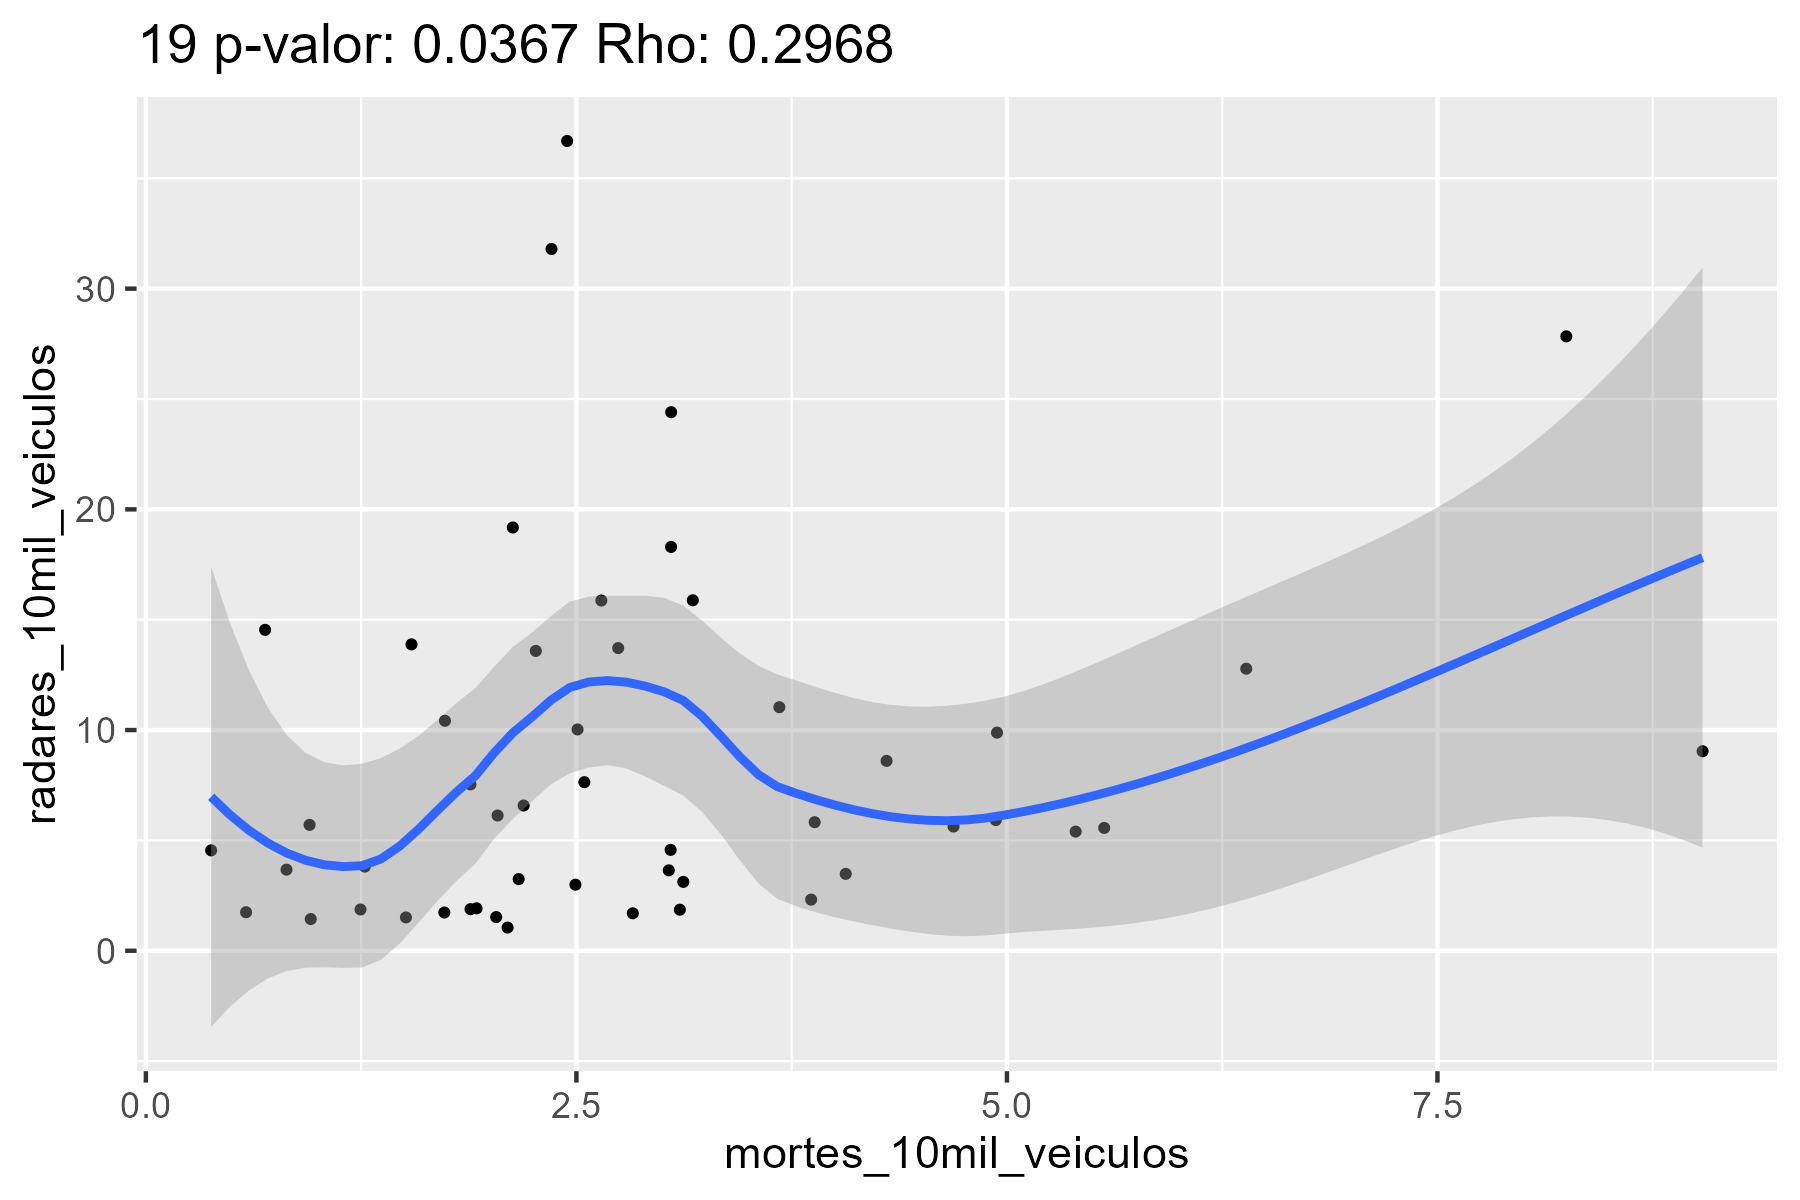 19 p-valor: 0.0367 Rho: 0.2968
radares_10mil_veiculos
30
20
10
0
0.0 2.5 5.0 7.5
mortes_10mil_veiculos